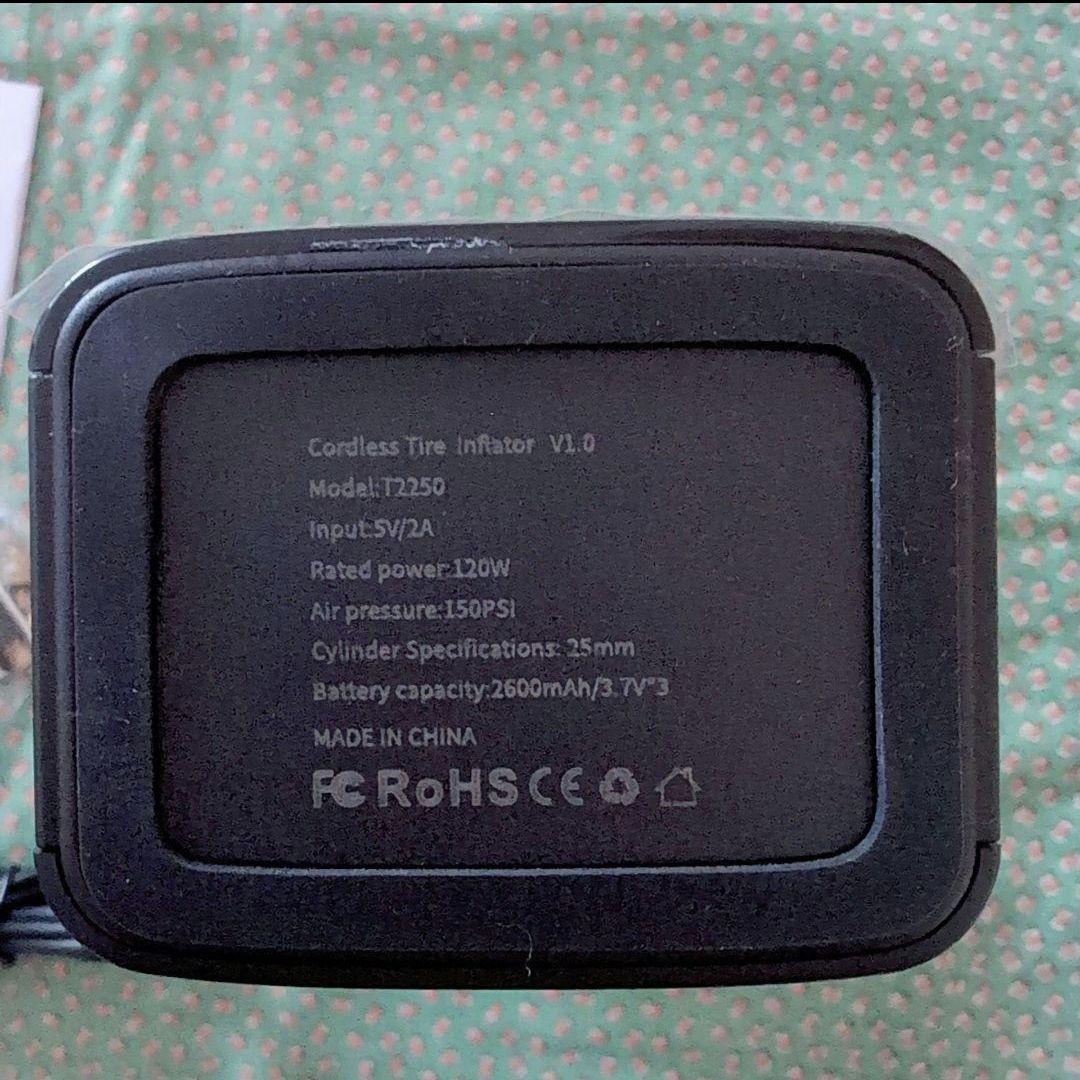 Cordless Tire Inflator V1.0
Model:T2250
Input:5V/2A
Rated power:120W
Air pressure:150PSI
Cylinder Specifications: 25mm
Battery capacity:2600mAh/3.7V*3
MADE IN CHINA
FC RoHS CE